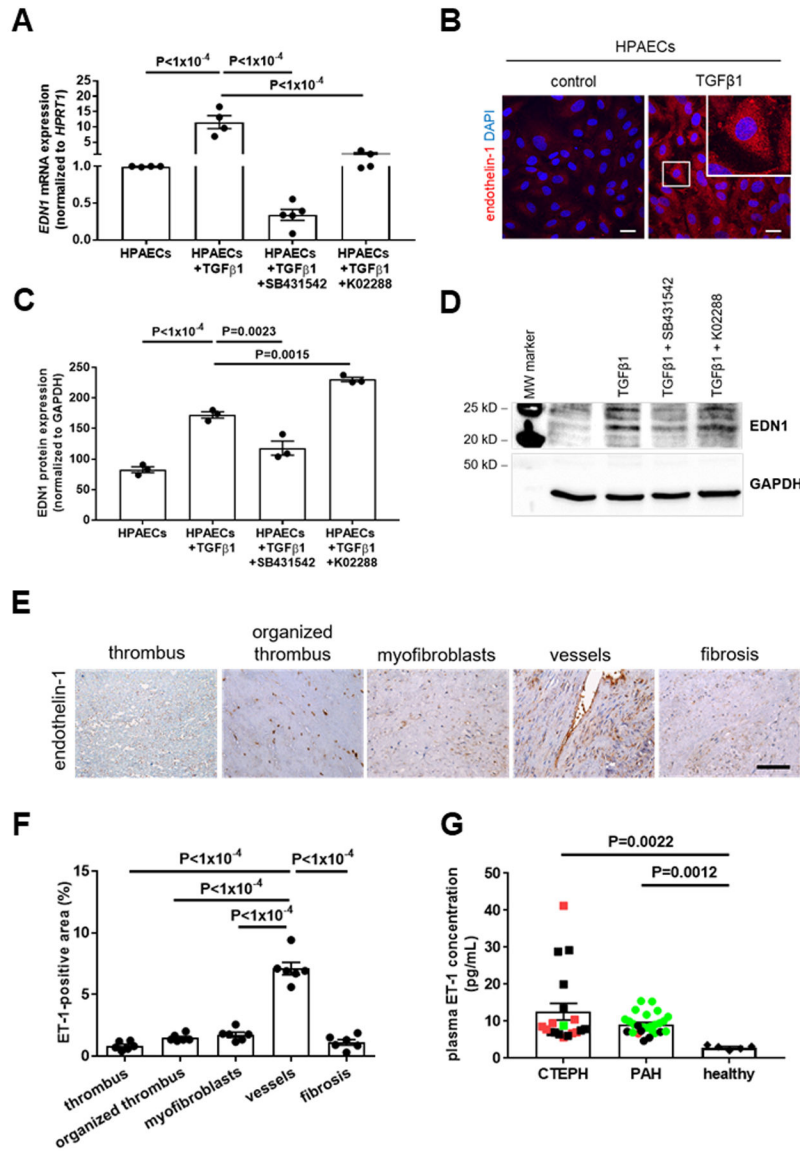 A
P<1x10⁻⁴ P<1x10⁻⁴
P<1x10⁻⁴
EDN1 mRNA expression
(normalized to HPRT1)
25
20
15
10
5
1.0
0.5
0.0
HPAECs
HPAECs
+TGFβ1
HPAECs
+TGFβ1
+SB431542
HPAECs
+TGFβ1
+K02288
B
HPAECs
control
TGFβ1
endothelin-1 DAPI
C
P<1x10⁻⁴ P=0.0023
P=0.0015
EDN1 protein expression
(normalized to GAPDH)
250
200
150
100
50
0
HPAECs
HPAECs
+TGFβ1
HPAECs
+TGFβ1
+SB431542
HPAECs
+TGFβ1
+K02288
D
MW marker
TGFβ1
TGFβ1 + SB431542
TGFβ1 + K02288
25 kD
20 kD
50 kD
EDN1
GAPDH
E
thrombus
organized
thrombus
myofibroblasts
vessels
fibrosis
endothelin-1
F
P<1x10⁻⁴ P<1x10⁻⁴
P<1x10⁻⁴
P<1x10⁻⁴
ET-1-positive area (%)
15
10
5
0
thrombus
organized thrombus
myofibroblasts
vessels
fibrosis
G
P=0.0022
P=0.0012
plasma ET-1 concentration
(pg/mL)
50
40
30
20
10
0
CTEPH
PAH
healthy